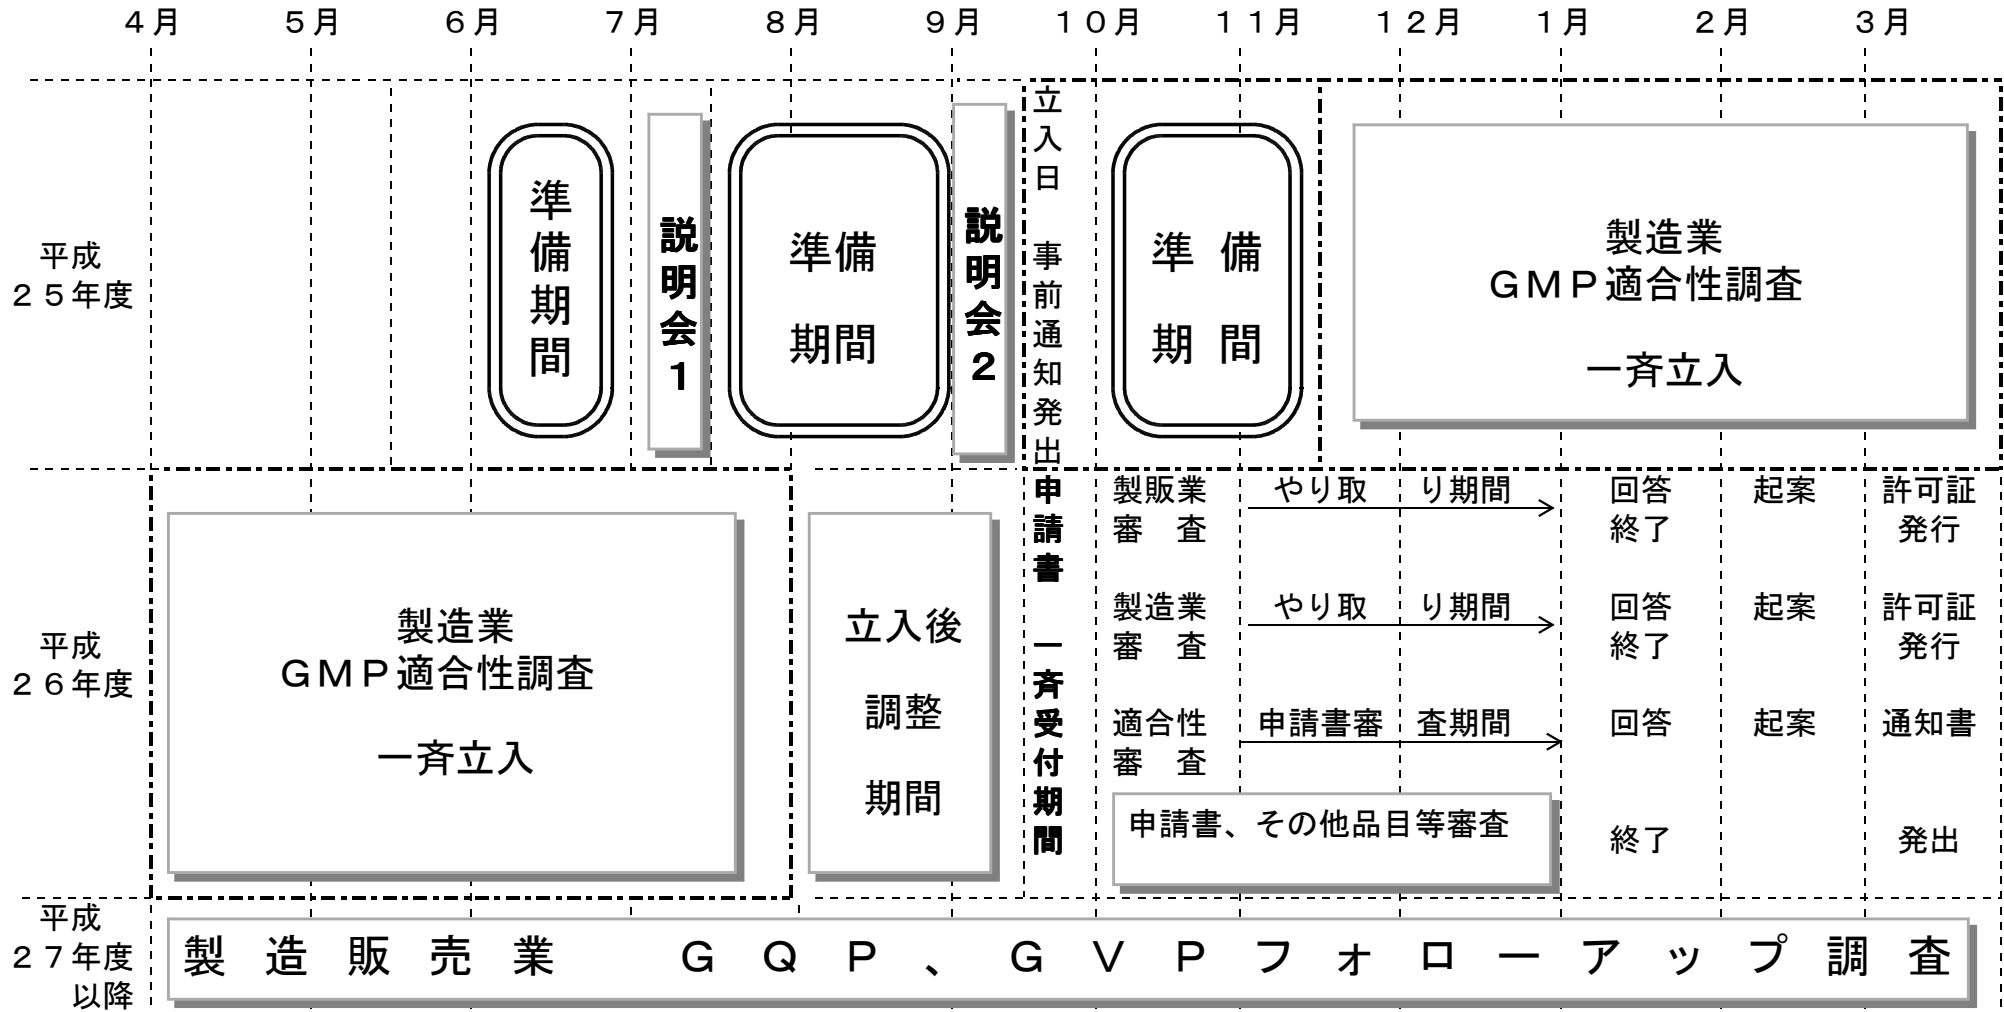 ４月 ５月 ６月 ７月 ８月 ９月 １０月 １１月 １２月 １月 ２月 ３月
平成
２５年度
準備期間
説明会１
準備
期間
説明会２
立入日　事前通知発出
準 備
期 間
製造業
ＧＭＰ適合性調査
一斉立入
平成
２６年度
製造業
ＧＭＰ適合性調査
一斉立入
立入後
調整
期間
申請書　一斉受付期間
製販業 やり取り期間 回答 起案 許可証
審　査 終了 発行
製造業 やり取り期間 回答 起案 許可証
審　査 終了 発行
適合性 申請書審査期間 回答 起案 通知書
審　査
申請書、その他品目等審査 終了 発出
平成
２７年度
以降
製造販売業　ＧＱＰ、ＧＶＰフォローアップ調査